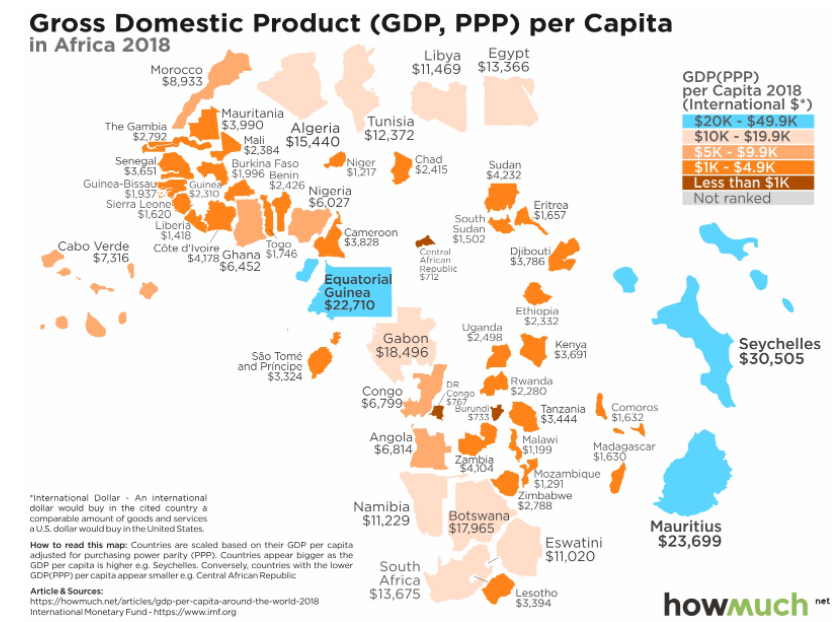 Gross Domestic Product (GDP, PPP) per Capita
in Africa 2018
Libya
$11,469
Egypt
$13,366
Morocco
$8,933
GDP(PPP)
per Capita 2018
(International $*)
$20K - $49.9K
$10K - $19.9K
$5K - $9.9K
$1K - $4.9K
Less than $1K
Not ranked
Mauritania
$3,990
The Gambia
$2,792
Algeria
$15,440
Tunisia
$12,372
Mali
$2,384
Senegal
$3,651
Burkina Faso
$1,996
Niger
$1,217
Chad
$2,415
Sudan
$4,232
Guinea-Bissau
$1,937
Guinea
$2,310
Benin
$2,426
Nigeria
$6,027
Sierra Leone
$1,620
Eritrea
$1,657
South
Sudan
$1,502
Liberia
$1,418
Cameroon
$3,828
Cabo Verde
$7,316
Côte d'Ivoire
$4,178
Ghana
$6,452
Togo
$1,746
Central
African
Republic
$712
Djibouti
$3,786
Equatorial
Guinea
$22,710
Ethiopia
$2,332
Uganda
$2,498
Gabon
$18,496
Kenya
$3,691
Seychelles
$30,505
São Tomé
and Príncipe
$3,324
DR
Congo
$767
Rwanda
$2,280
Congo
$6,799
Burundi
$733
Tanzania
$3,444
Comoros
$1,632
Angola
$6,814
Malawi
$1,199
Madagascar
$1,630
Zambia
$4,104
Mozambique
$1,291
Zimbabwe
$2,788
Namibia
$11,229
Botswana
$17,965
Mauritius
$23,699
Eswatini
$11,020
South
Africa
$13,675
Lesotho
$3,394
*International Dollar - An international
dollar would buy in the cited country a
comparable amount of goods and services
a U.S. dollar would buy in the United States.
How to read this map: Countries are scaled based on their GDP per capita
adjusted for purchasing power parity (PPP). Countries appear bigger as the
GDP per capita is higher e.g. Seychelles. Conversely, countries with the lower
GDP(PPP) per capita appear smaller e.g. Central African Republic
Article & Sources:
https://howmuch.net/articles/gdp-per-capita-around-the-world-2018
International Monetary Fund - https://www.imf.org
howmuch net